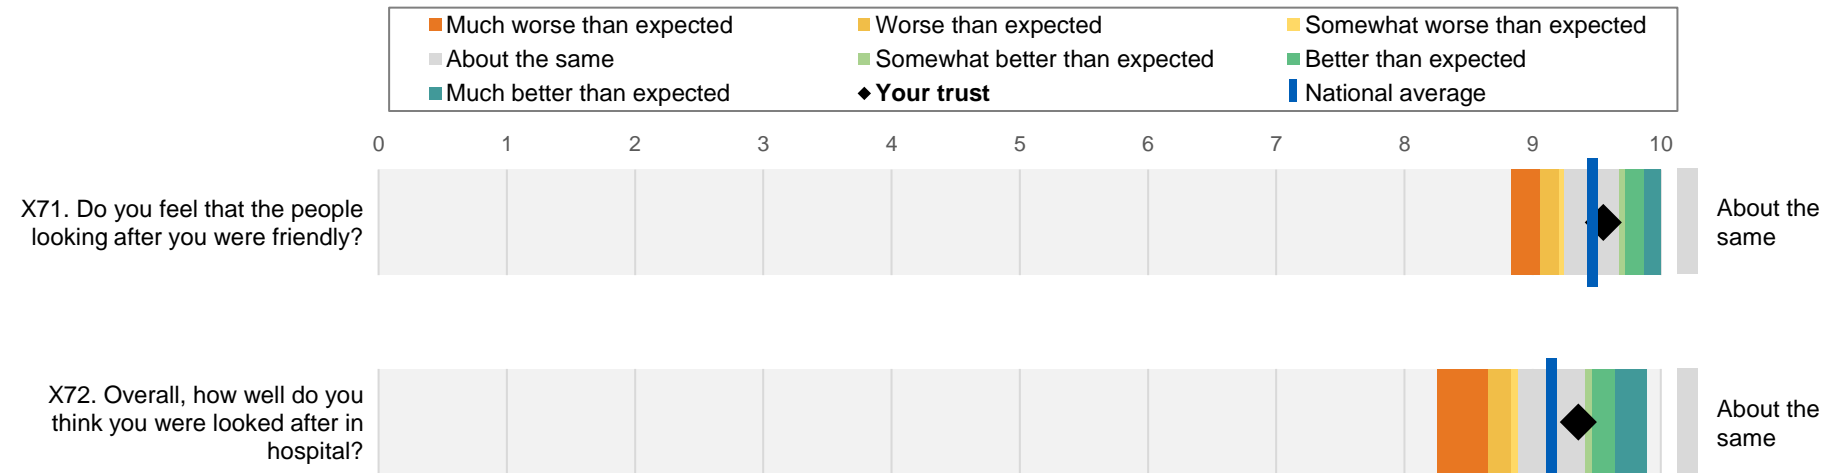 Much worse than expected
Worse than expected
Somewhat worse than expected
About the same
Somewhat better than expected
Better than expected
Much better than expected
Your trust
National average
0 1 2 3 4 5 6 7 8 9 10
X71. Do you feel that the people
looking after you were friendly?
About the
same
X72. Overall, how well do you
think you were looked after in
hospital?
About the
same